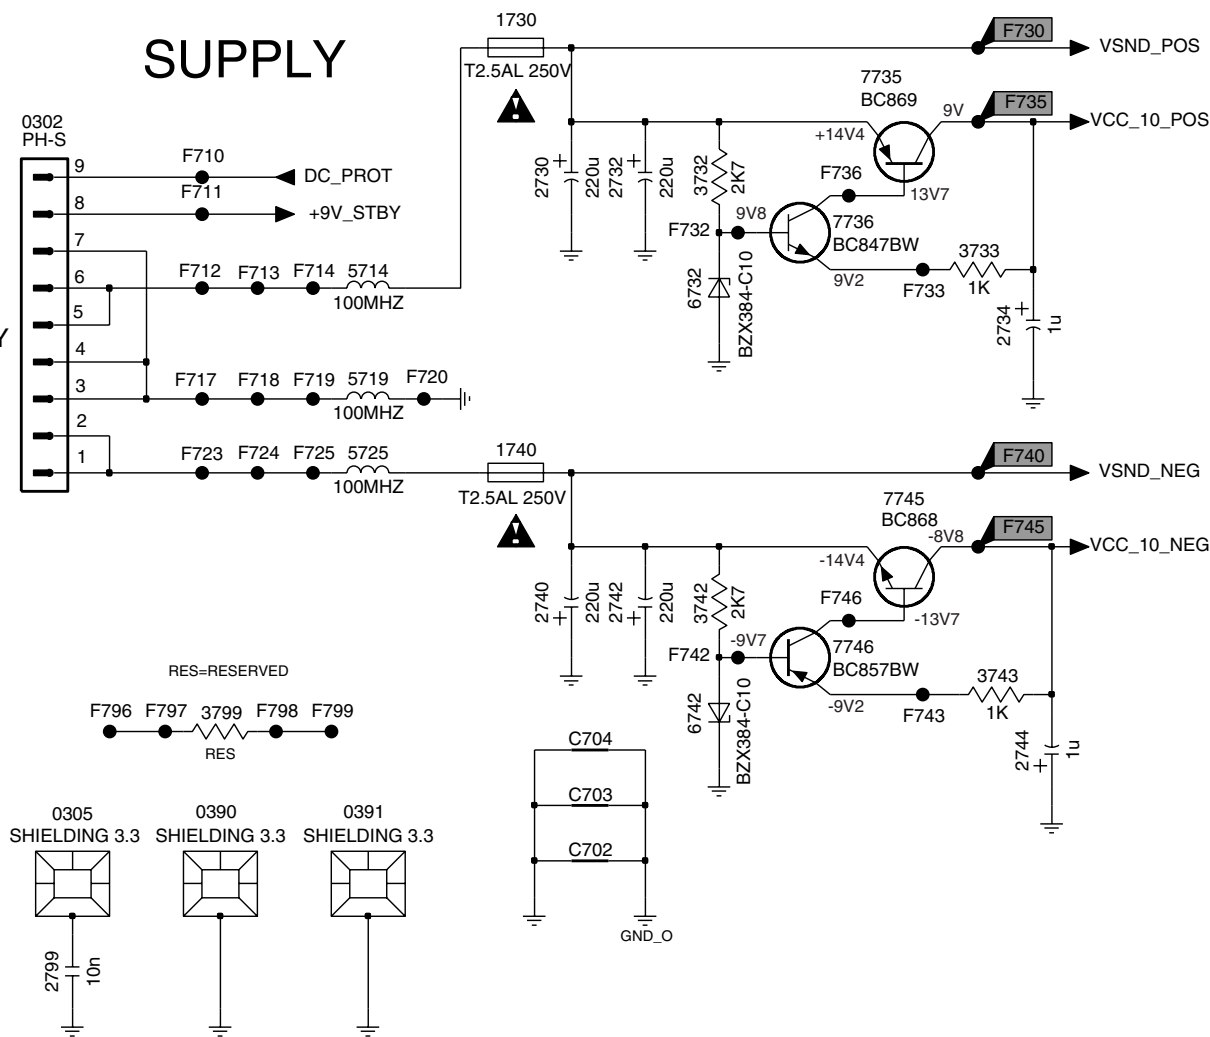 SUPPLY
1730
T2.5AL 250V
F730
VSND_POS
7735
BC869
9V
F735
VCC_10_POS
+14V4
13V7
0302
PH-S
9
F710
DC_PROT
8
F711
+9V_STBY
7
6
F712
F713
F714
5714
100MHZ
5
4
3
F717
F718
F719
5719
100MHZ
F720
2
1
F723
F724
F725
5725
100MHZ
Y
2730
+
220u
2732
+
220u
3732
2K7
F736
F732
9V8
7736
BC847BW
9V2
F733
3733
1K
6732
BZX384-C10
2734
+
1u
1740
T2.5AL 250V
F740
VSND_NEG
7745
BC868
-8V8
F745
VCC_10_NEG
-14V4
-13V7
2740
+
220u
2742
+
220u
3742
2K7
F746
F742
-9V7
7746
BC857BW
-9V2
F743
3743
1K
6742
BZX384-C10
2744
+
1u
RES=RESERVED
F796
F797
3799
F798
F799
RES
C704
C703
C702
GND_O
0305
SHIELDING 3.3
0390
SHIELDING 3.3
0391
SHIELDING 3.3
2799
10n